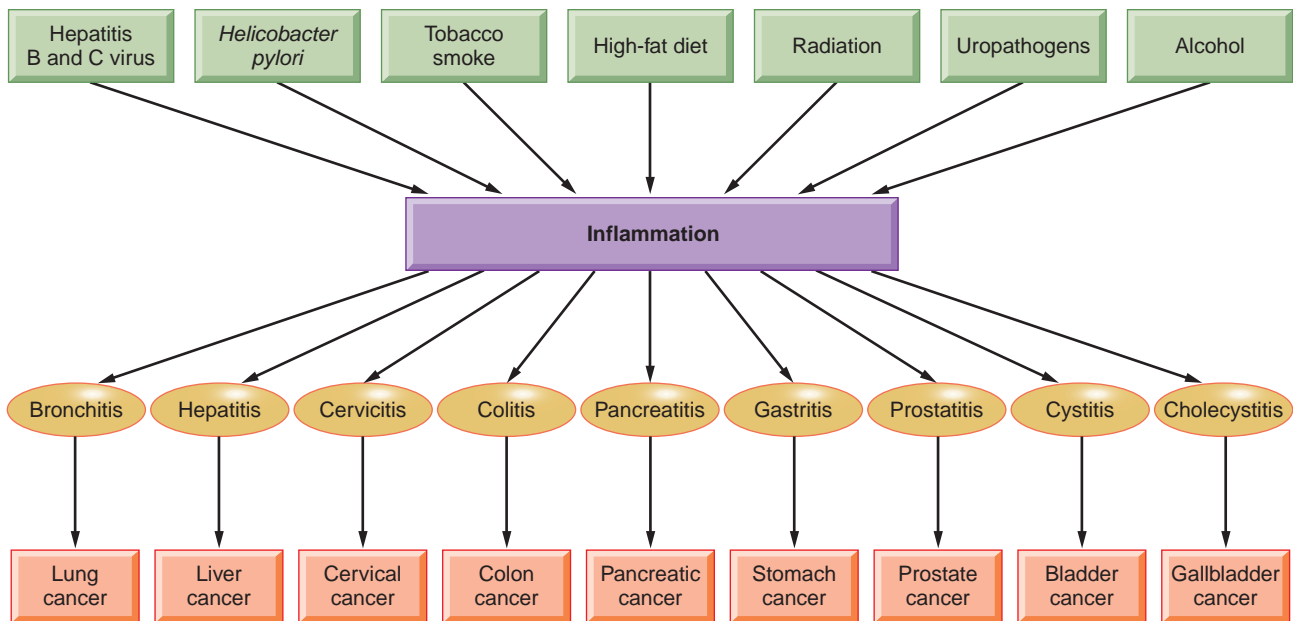 Hepatitis
B and C virus
Helicobacter
pylori
Tobacco
smoke
High-fat diet
Radiation
Uropathogens
Alcohol
Inflammation
Bronchitis
Hepatitis
Cervicitis
Colitis
Pancreatitis
Gastritis
Prostatitis
Cystitis
Cholecystitis
Lung
cancer
Liver
cancer
Cervical
cancer
Colon
cancer
Pancreatic
cancer
Stomach
cancer
Prostate
cancer
Bladder
cancer
Gallbladder
cancer